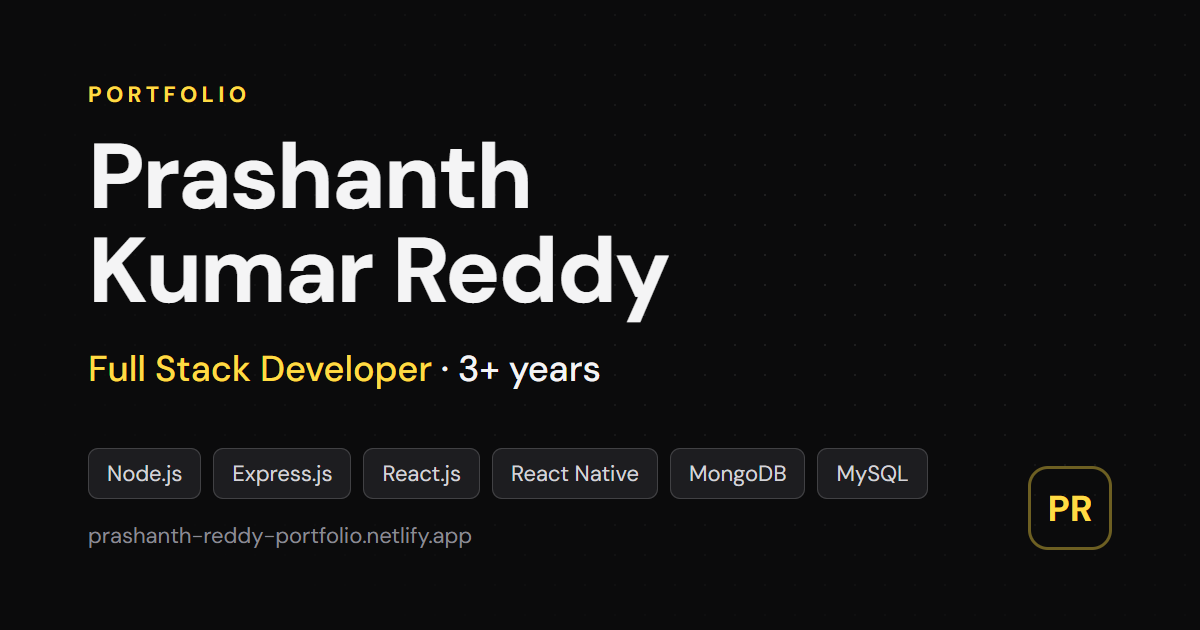 PORTFOLIO
Prashanth
Kumar Reddy
Full Stack Developer · 3+ years
Node.js Express.js React.js React Native MongoDB MySQL
prashanth-reddy-portfolio.netlify.app
PR